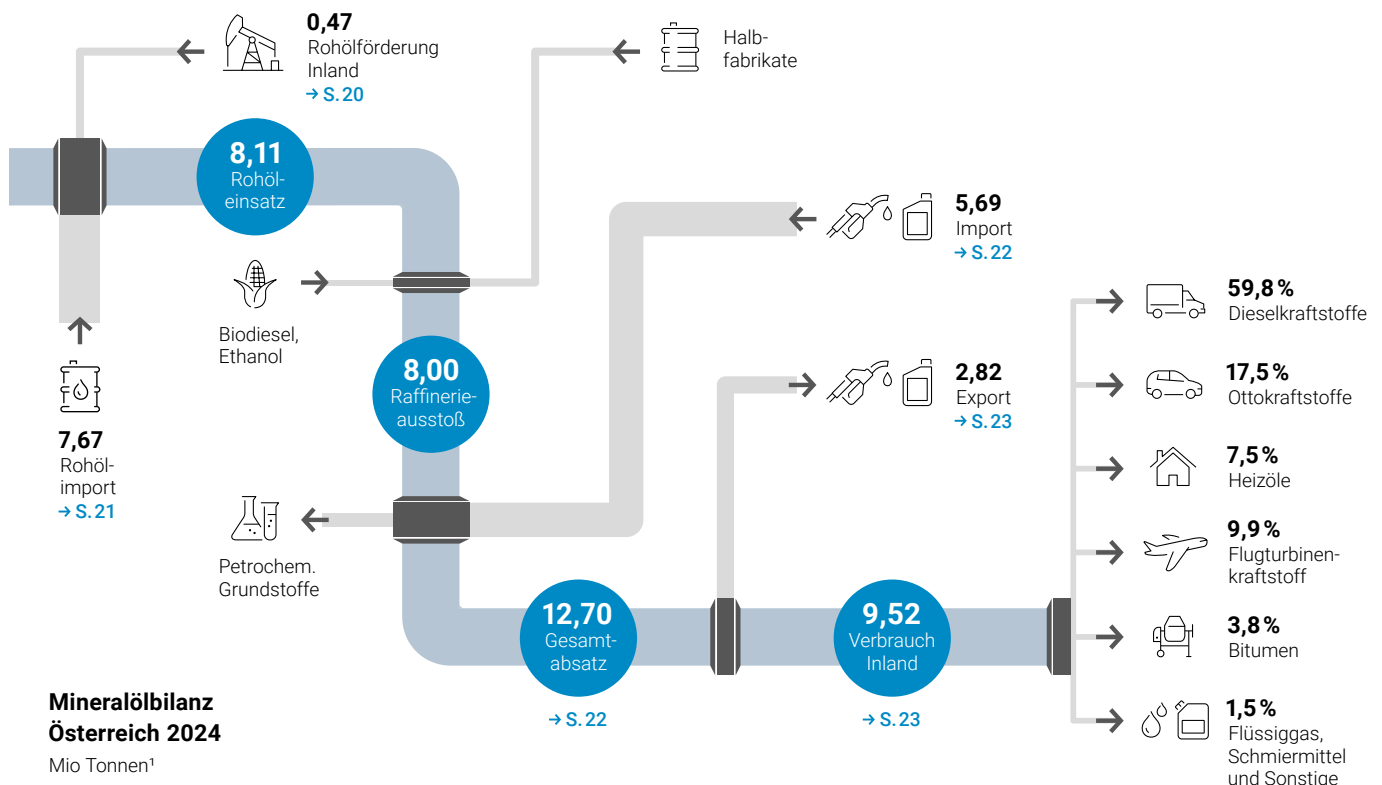 0,47
Rohölförderung
Inland
→ S. 20
Halb-
fabrikate
8,11
Rohöl-
einsatz
5,69
Import
→ S. 22
Biodiesel,
Ethanol
59,8 %
Dieselkraftstoffe
8,00
Raffinerie-
ausstoß
2,82
Export
→ S. 23
17,5 %
Ottokraftstoffe
7,67
Rohöl-
import
→ S. 21
7,5 %
Heizöle
Petrochem.
Grundstoffe
9,9 %
Flugturbinen-
kraftstoff
12,70
Gesamt-
absatz
→ S. 22
9,52
Verbrauch
Inland
→ S. 23
3,8 %
Bitumen
1,5 %
Flüssiggas,
Schmiermittel
und Sonstige
Mineralölbilanz
Österreich 2024
Mio Tonnen¹